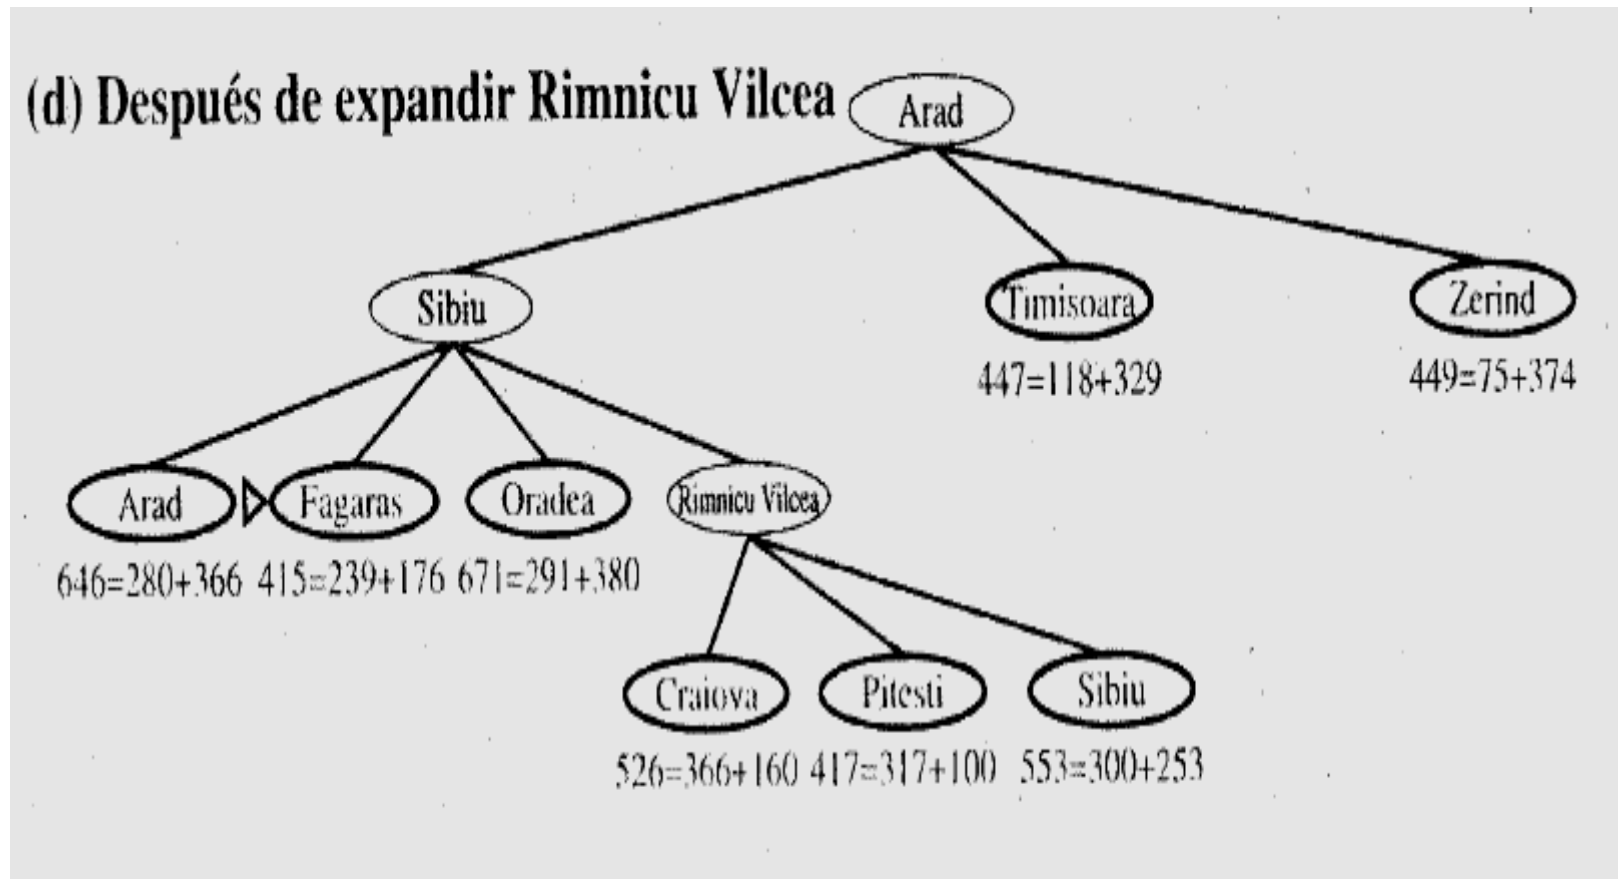 (d) Después de expandir Rimnicu Vilcea
Arad
Sibiu
Timisoara
Zerind
447=118+329
449=75+374
Arad
Fagaras
Oradea
Rimnicu Vilcea
646=280+366
415=239+176
671=291+380
Craiova
Pitesti
Sibiu
526=366+160
417=317+100
553=300+253